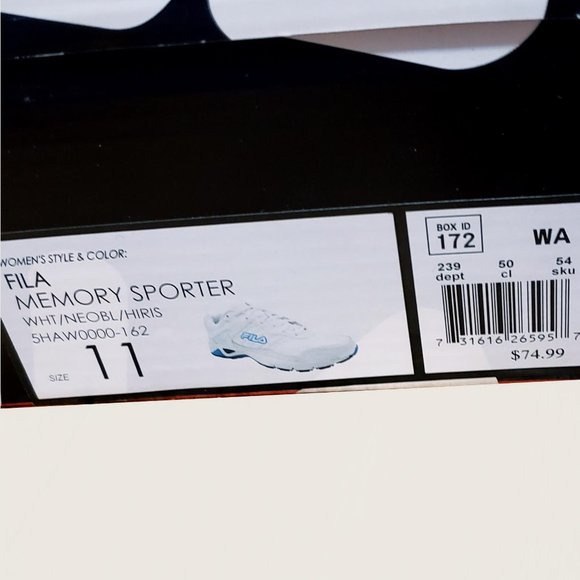 WOMEN'S STYLE & COLOR:
FILA
MEMORY SPORTER
WHT/NEOBL/HIRIS
5HAW0000-162
SIZE 11
FILA
BOX ID
172
WA
239 50 54
dept cl sku
7 31616 26595 7
$74.99